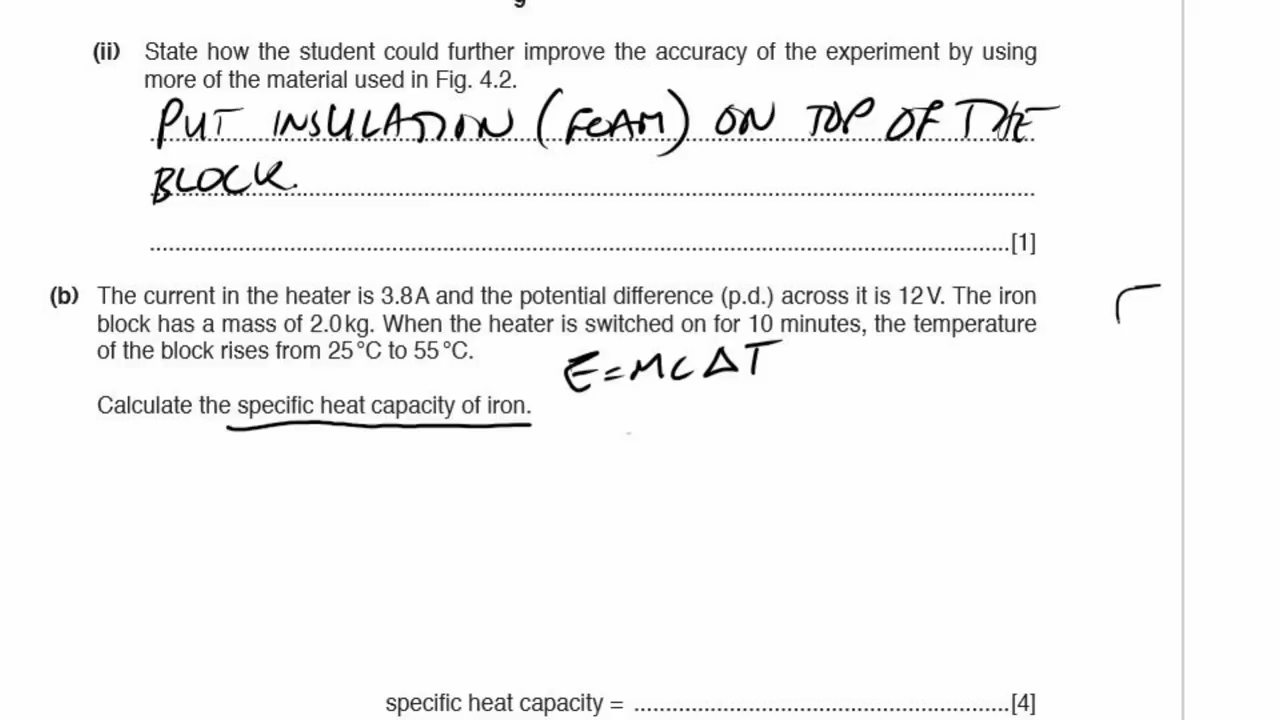 (ii) State how the student could further improve the accuracy of the experiment by using
more of the material used in Fig. 4.2.
PUT INSULATION (FOAM) ON TOP OF THE
BLOCK.
[1]
(b) The current in the heater is 3.8 A and the potential difference (p.d.) across it is 12 V. The iron
block has a mass of 2.0 kg. When the heater is switched on for 10 minutes, the temperature
of the block rises from 25 °C to 55 °C.
E = MCΔT
Calculate the specific heat capacity of iron.
specific heat capacity = ........................................................[4]